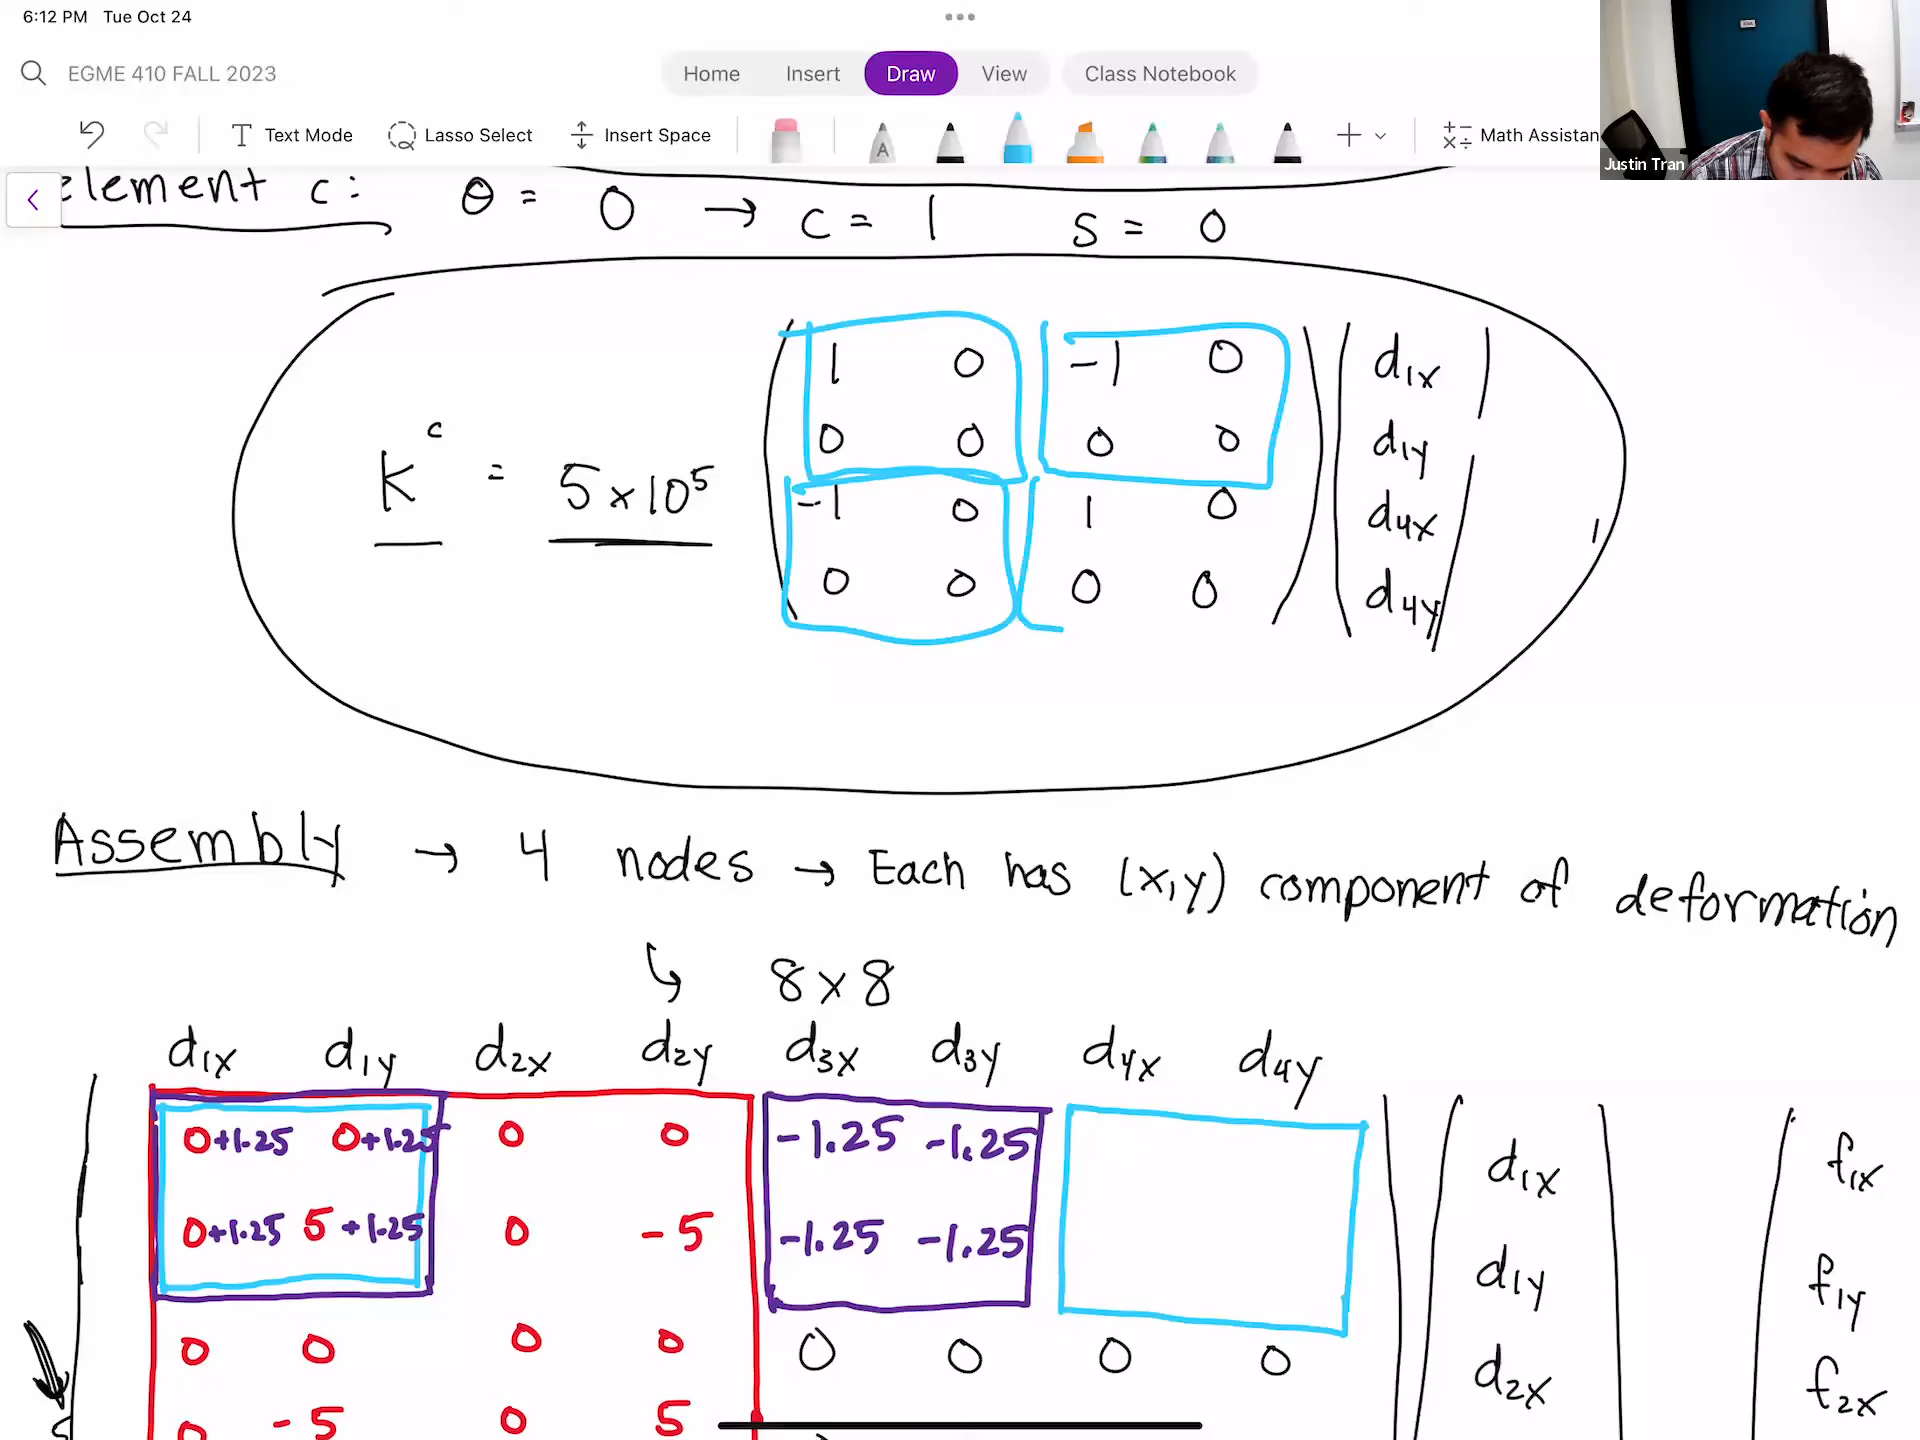 6:12 PM Tue Oct 24
EGME 410 FALL 2023
Home Insert Draw View Class Notebook
Text Mode Lasso Select Insert Space Math Assistan
Justin Tran
element c: θ = 0 → c = 1 s = 0
1 0 -1 0 d1x
0 0 0 0 d1y
K^c = 5 x 10^5
-1 0 1 0 d4x
0 0 0 0 d4y
Assembly → 4 nodes → Each has (x,y) component of deformation
↳ 8 x 8
d1x d1y d2x d2y d3x d3y d4x d4y
0+1.25 0+1.25 0 0 -1.25 -1.25 d1x f1x
0+1.25 5+1.25 0 -5 -1.25 -1.25 d1y f1y
0 0 0 0 0 0 0 0 d2x f2x
0 -5 0 5